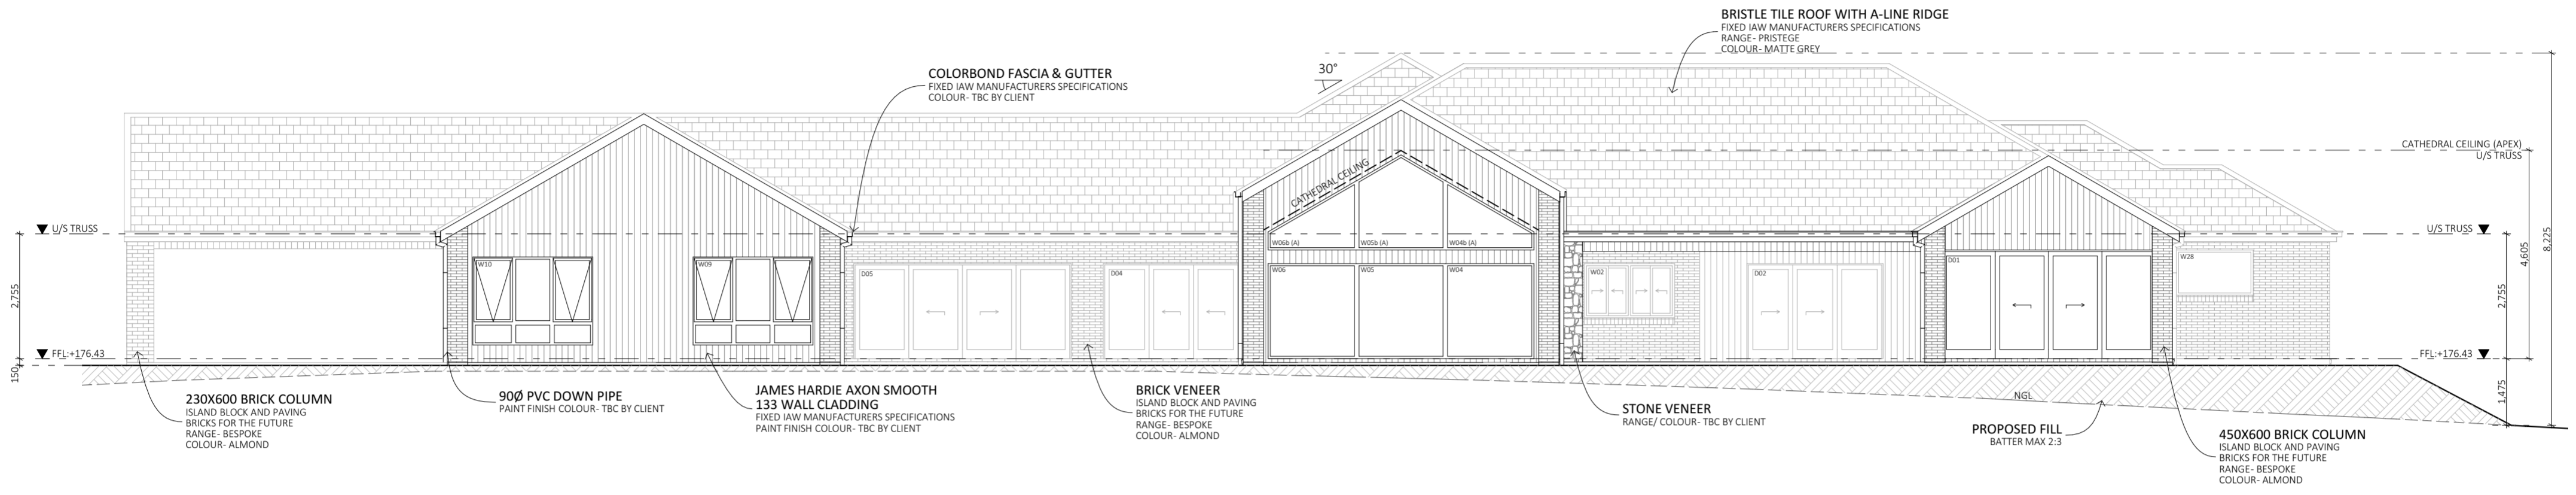 BRISTLE TILE ROOF WITH A-LINE RIDGE
FIXED IAW MANUFACTURERS SPECIFICATIONS
RANGE- PRISTEGE
COLOUR- MATTE GREY
30°
COLORBOND FASCIA & GUTTER
FIXED IAW MANUFACTURERS SPECIFICATIONS
COLOUR- TBC BY CLIENT
CATHEDRAL CEILING (APEX)
U/S TRUSS
CATHEDRAL CEILING
U/S TRUSS
U/S TRUSS
8,225
4,605
2,755
2,755
W06b (A)
W05b (A)
W04b (A)
W10
W09
D05
D04
W06
W05
W04
W02
D02
D01
W28
FFL:+176.43
FFL:+176.43
150
1,475
NGL
230X600 BRICK COLUMN
ISLAND BLOCK AND PAVING
BRICKS FOR THE FUTURE
RANGE- BESPOKE
COLOUR- ALMOND
90Ø PVC DOWN PIPE
PAINT FINISH COLOUR- TBC BY CLIENT
JAMES HARDIE AXON SMOOTH
133 WALL CLADDING
FIXED IAW MANUFACTURERS SPECIFICATIONS
PAINT FINISH COLOUR- TBC BY CLIENT
BRICK VENEER
ISLAND BLOCK AND PAVING
BRICKS FOR THE FUTURE
RANGE- BESPOKE
COLOUR- ALMOND
STONE VENEER
RANGE/ COLOUR- TBC BY CLIENT
PROPOSED FILL
BATTER MAX 2:3
450X600 BRICK COLUMN
ISLAND BLOCK AND PAVING
BRICKS FOR THE FUTURE
RANGE- BESPOKE
COLOUR- ALMOND